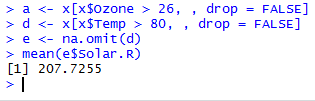 > a <- x[x$Ozone > 26, , drop = FALSE]
> d <- x[x$Temp > 80, , drop = FALSE]
> e <- na.omit(d)
> mean(e$Solar.R)
[1] 207.7255
>